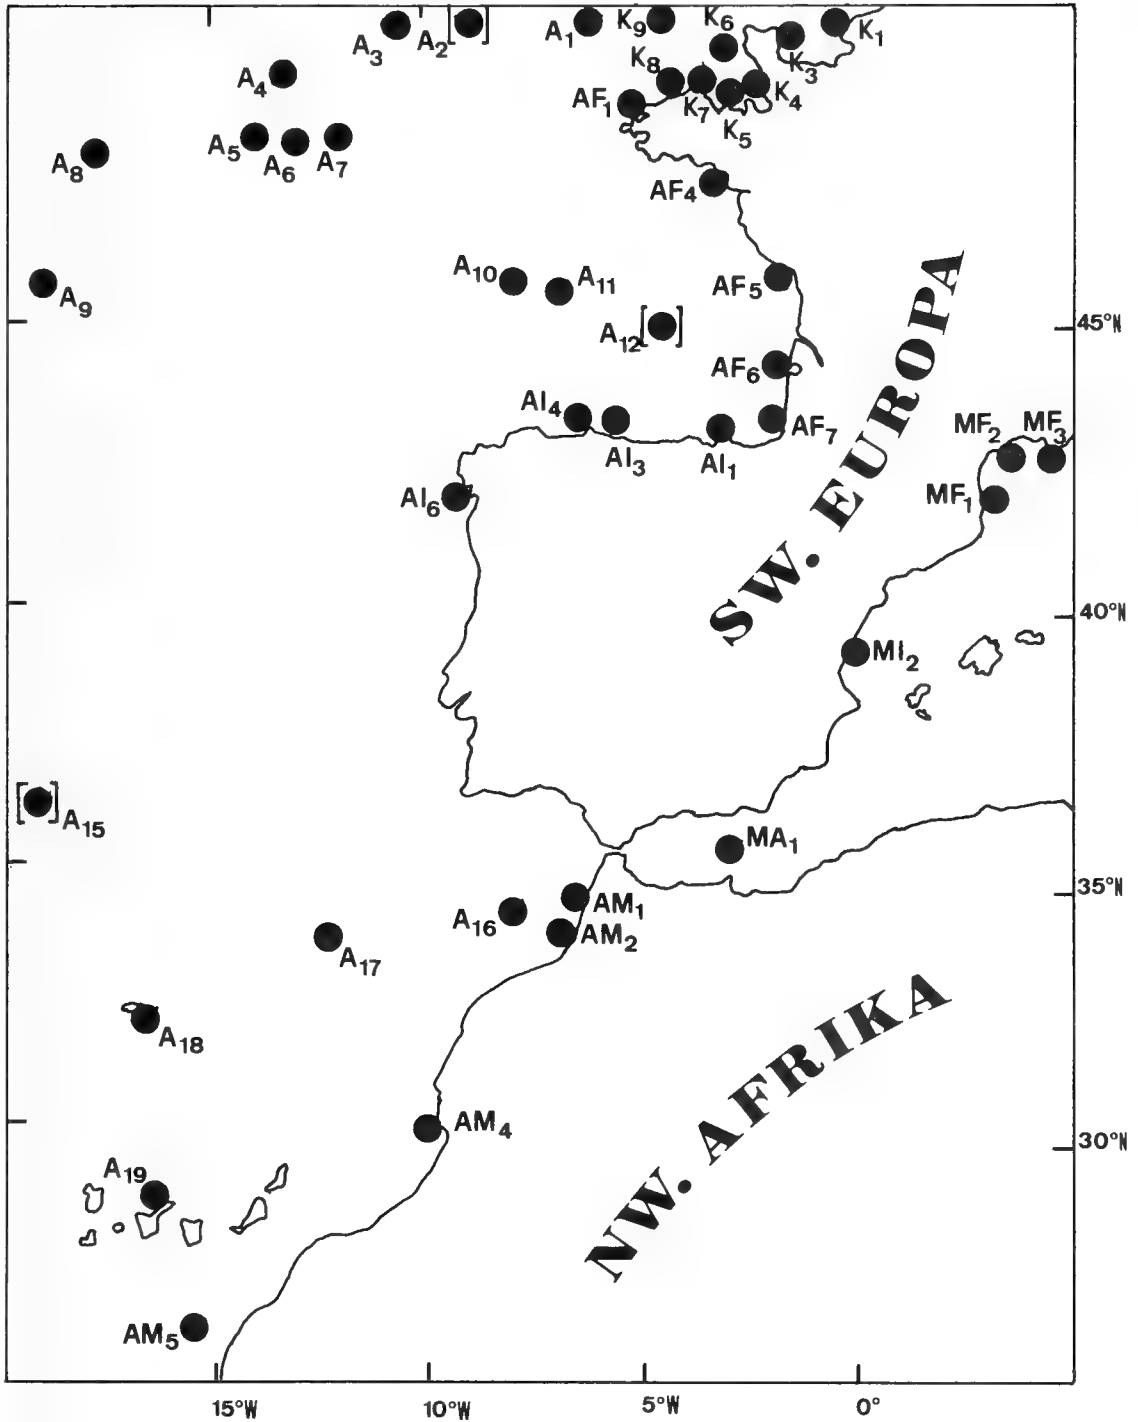 A3
A2 [ ]
A1
K9
K6
K1
K3
K8
A4
AF1
K7
K4
K5
A5
A6
A7
A8
AF4
A10
A11
AF5
A9
A12 [ ]
45°N
AF6
AI4
AI3
AI1
AF7
MF2
MF3
AI6
MF1
SW. EUROPA
40°N
MI2
[ ] A15
MA1
35°N
A16
AM1
AM2
A17
A18
NW. AFRIKA
AM4
30°N
A19
AM5
15°W
10°W
5°W
0°